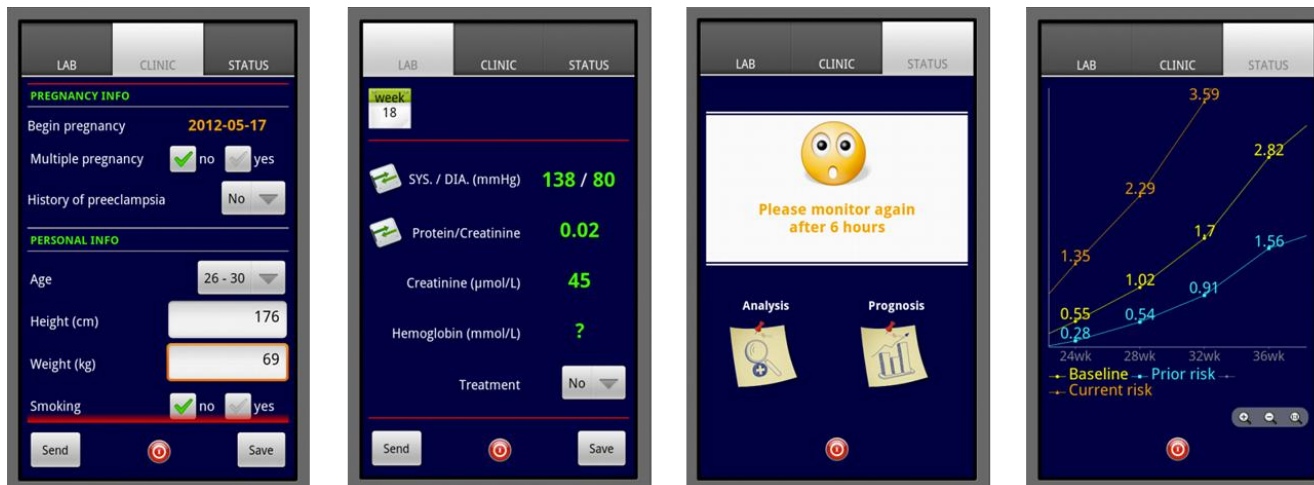 LAB CLINIC STATUS
PREGNANCY INFO
Begin pregnancy 2012-05-17
Multiple pregnancy no yes
History of preeclampsia No
PERSONAL INFO
Age 26 - 30
Height (cm) 176
Weight (kg) 69
Smoking no yes
Send Save
LAB CLINIC STATUS
week
18
SYS. / DIA. (mmHg) 138 / 80
Protein/Creatinine 0.02
Creatinine (µmol/L) 45
Hemoglobin (mmol/L) ?
Treatment No
Send Save
LAB CLINIC STATUS
Please monitor again
after 6 hours
Analysis Prognosis
LAB CLINIC STATUS
3.59
2.82
2.29
1.7
1.56
1.35
1.02
0.91
0.55
0.54
0.28
24wk 28wk 32wk 36wk
Baseline Prior risk
Current risk